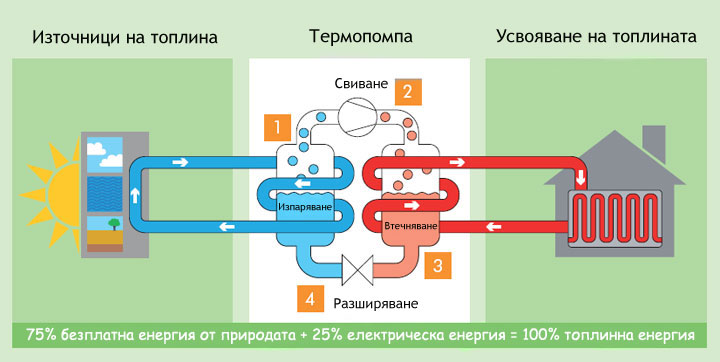 Източници на топлина
Термопомпа
Усвояване на топлината
Свиване
2
1
Изпаряване
Втечняване
4
3
Разширяване
75% безплатна енергия от природата + 25% електрическа енергия = 100% топлинна енергия